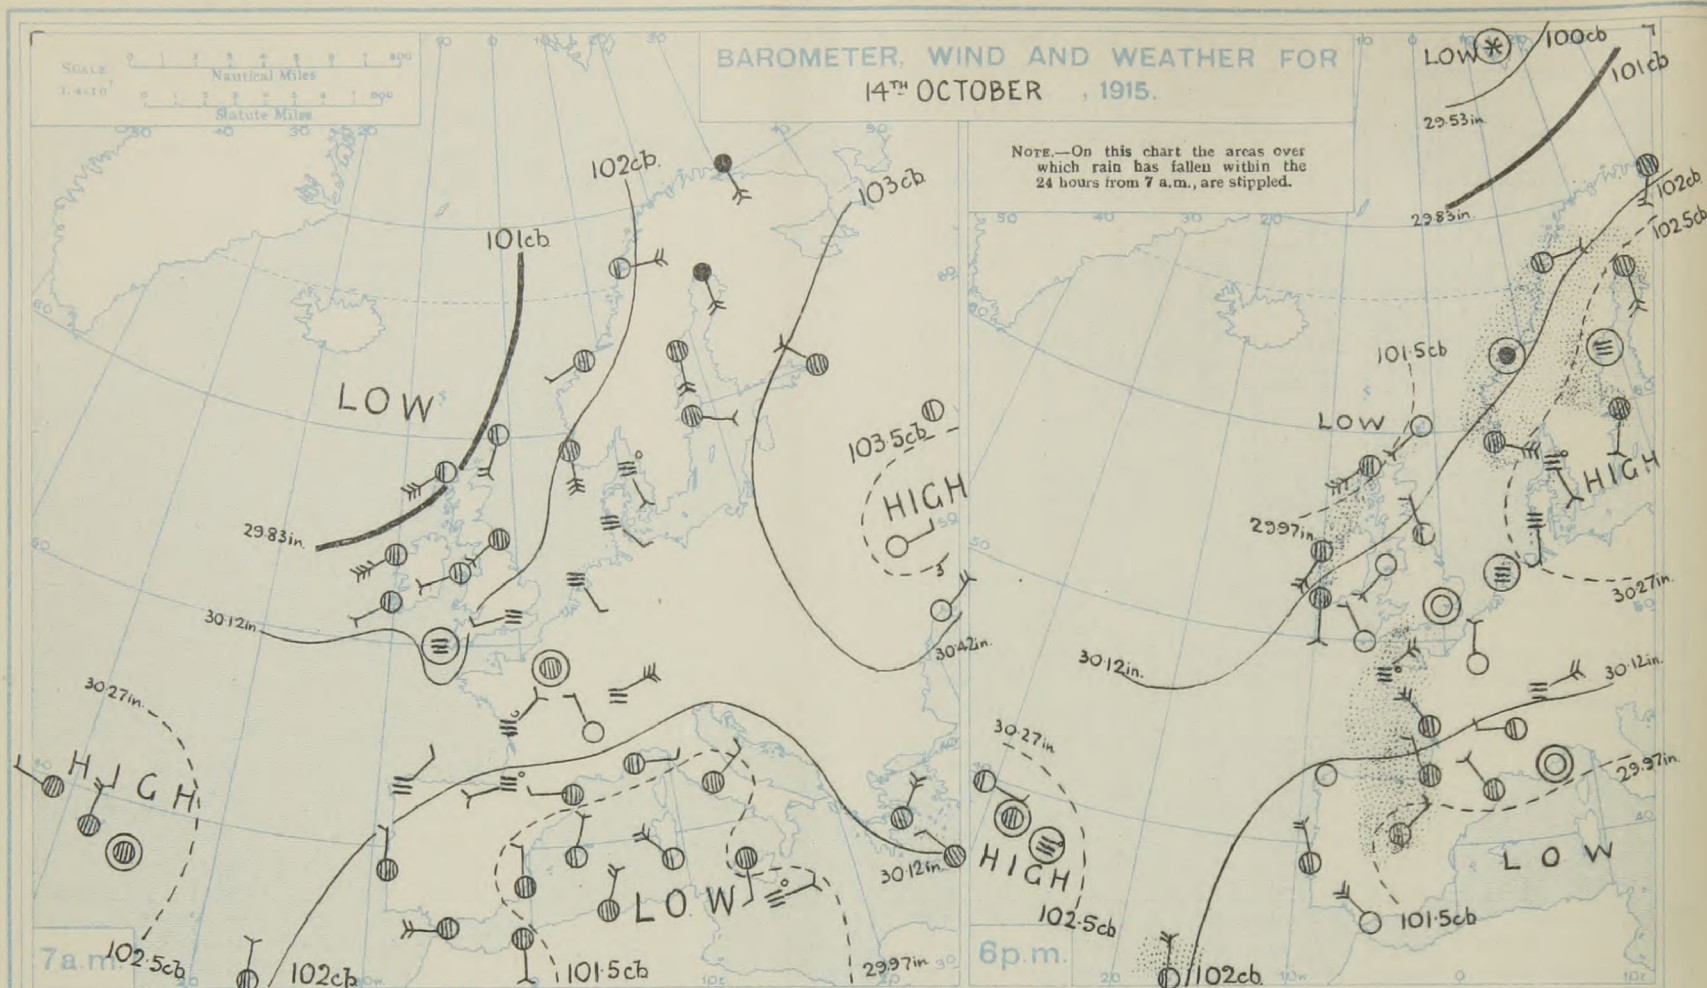 SCALE
Nautical Miles
Statute Miles
BAROMETER, WIND AND WEATHER FOR
14TH OCTOBER , 1915.
NOTE.—On this chart the areas over
which rain has fallen within the
24 hours from 7 a.m., are stippled.
102cb.
103cb.
101cb
LOW
103.5cb
HIGH
29.83in.
30.12in.
30.42in.
30.27in.
HIGH
30.12in.
LOW
7a.m.
102.5cb
102cb
101.5cb
29.97in.
LOW
100cb
101cb
29.53in.
29.83in.
102cb
102.5cb
101.5cb
LOW
HIGH
29.97in.
30.27in.
30.12in.
30.12in.
30.27in.
29.97in.
HIGH
LOW
102.5cb
101.5cb
6p.m.
102cb